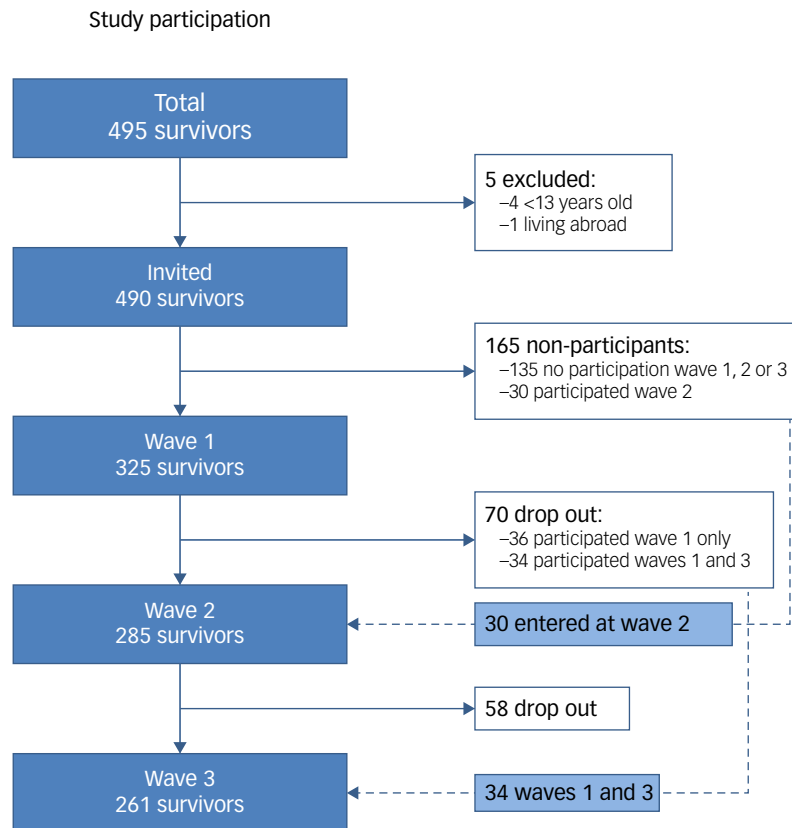 Study participation
Total
495 survivors
5 excluded:
–4 <13 years old
–1 living abroad
Invited
490 survivors
165 non-participants:
–135 no participation wave 1, 2 or 3
–30 participated wave 2
Wave 1
325 survivors
70 drop out:
–36 participated wave 1 only
–34 participated waves 1 and 3
Wave 2
285 survivors
30 entered at wave 2
58 drop out
Wave 3
261 survivors
34 waves 1 and 3